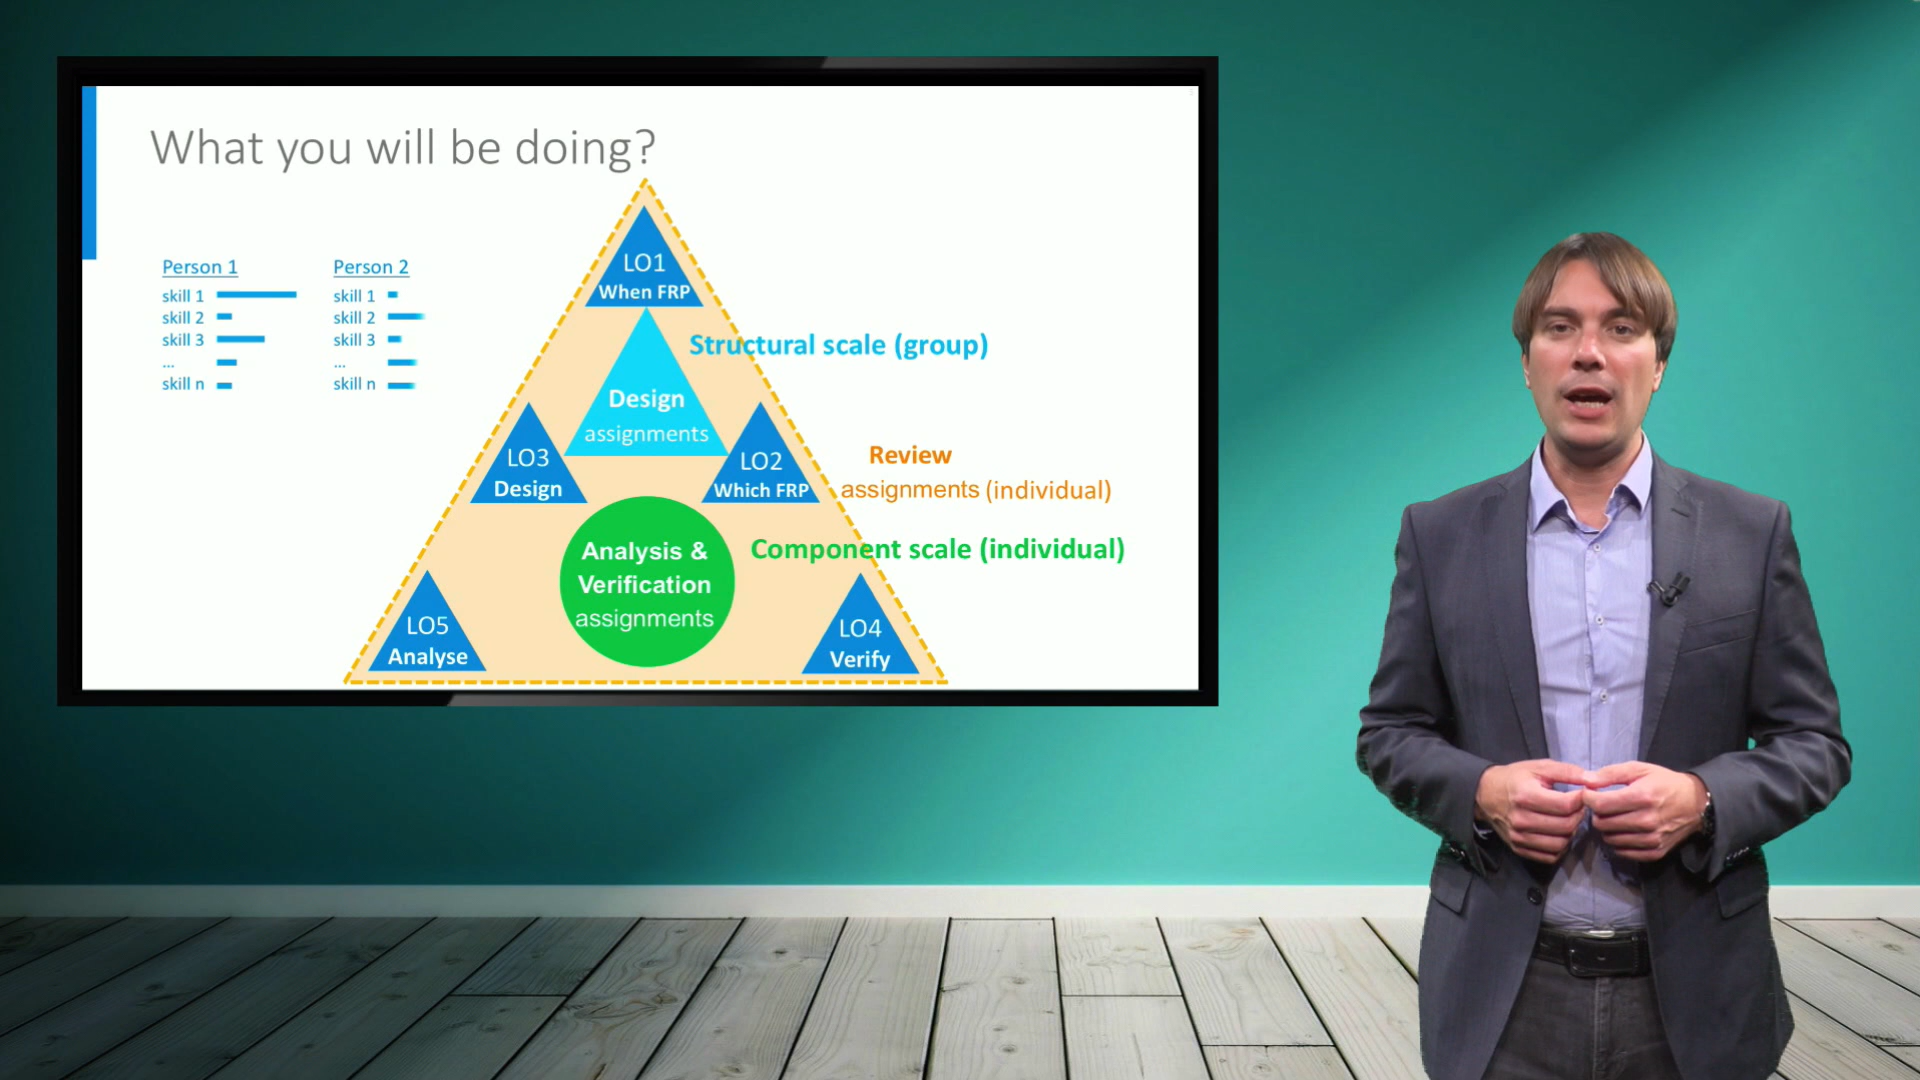 What you will be doing?
Person 1
skill 1
skill 2
skill 3
...
skill n
Person 2
skill 1
skill 2
skill 3
...
skill n
LO1
When FRP
Structural scale (group)
Design
assignments
LO3
Design
LO2
Which FRP
Review
assignments (individual)
Analysis &
Verification
assignments
Component scale (individual)
LO5
Analyse
LO4
Verify